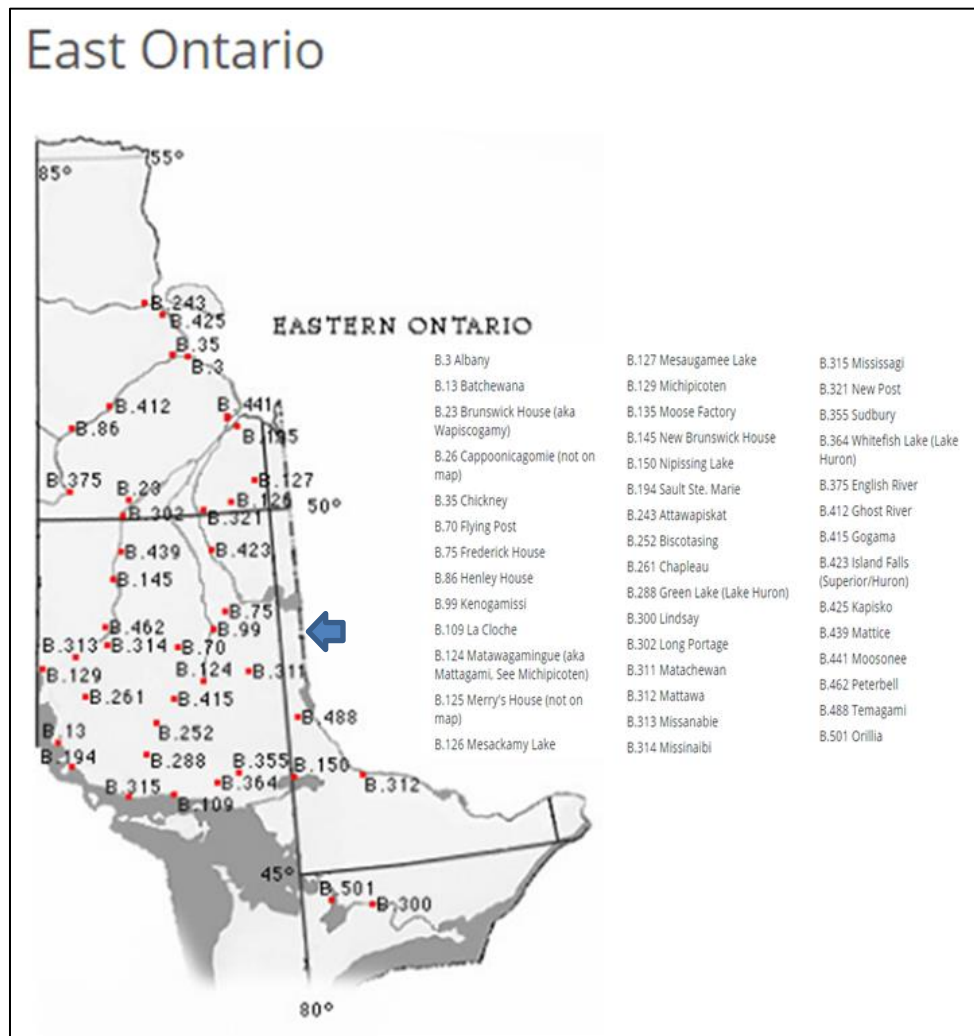 East Ontario
55°
85°
B.243
B.425
EASTERN ONTARIO
B.35
B.3
B.412
B.441
B.86
B.135
B.375
B.127
B.23
B.126
50°
B.302
B.321
B.439
B.423
B.145
B.75
B.462
B.99
B.313
B.314
B.70
B.129
B.124
B.311
B.261
B.415
B.488
B.13
B.252
B.194
B.288
B.355
B.150
B.315
B.364
B.312
B.109
45°
B.501
B.300
80°
B.3 Albany
B.13 Batchewana
B.23 Brunswick House (aka
Wapiscogamy)
B.26 Cappoonicagomie (not on
map)
B.35 Chickney
B.70 Flying Post
B.75 Frederick House
B.86 Henley House
B.99 Kenogamissi
B.109 La Cloche
B.124 Matawagamingue (aka
Mattagami, See Michipicoten)
B.125 Merry's House (not on
map)
B.126 Mesackamy Lake
B.127 Mesaugamee Lake
B.129 Michipicoten
B.135 Moose Factory
B.145 New Brunswick House
B.150 Nipissing Lake
B.194 Sault Ste. Marie
B.243 Attawapiskat
B.252 Biscotasing
B.261 Chapleau
B.288 Green Lake (Lake Huron)
B.300 Lindsay
B.302 Long Portage
B.311 Matachewan
B.312 Mattawa
B.313 Missanabie
B.314 Missinaibi
B.315 Mississagi
B.321 New Post
B.355 Sudbury
B.364 Whitefish Lake (Lake
Huron)
B.375 English River
B.412 Ghost River
B.415 Gogama
B.423 Island Falls
(Superior/Huron)
B.425 Kapisko
B.439 Mattice
B.441 Moosonee
B.462 Peterbell
B.488 Temagami
B.501 Orillia